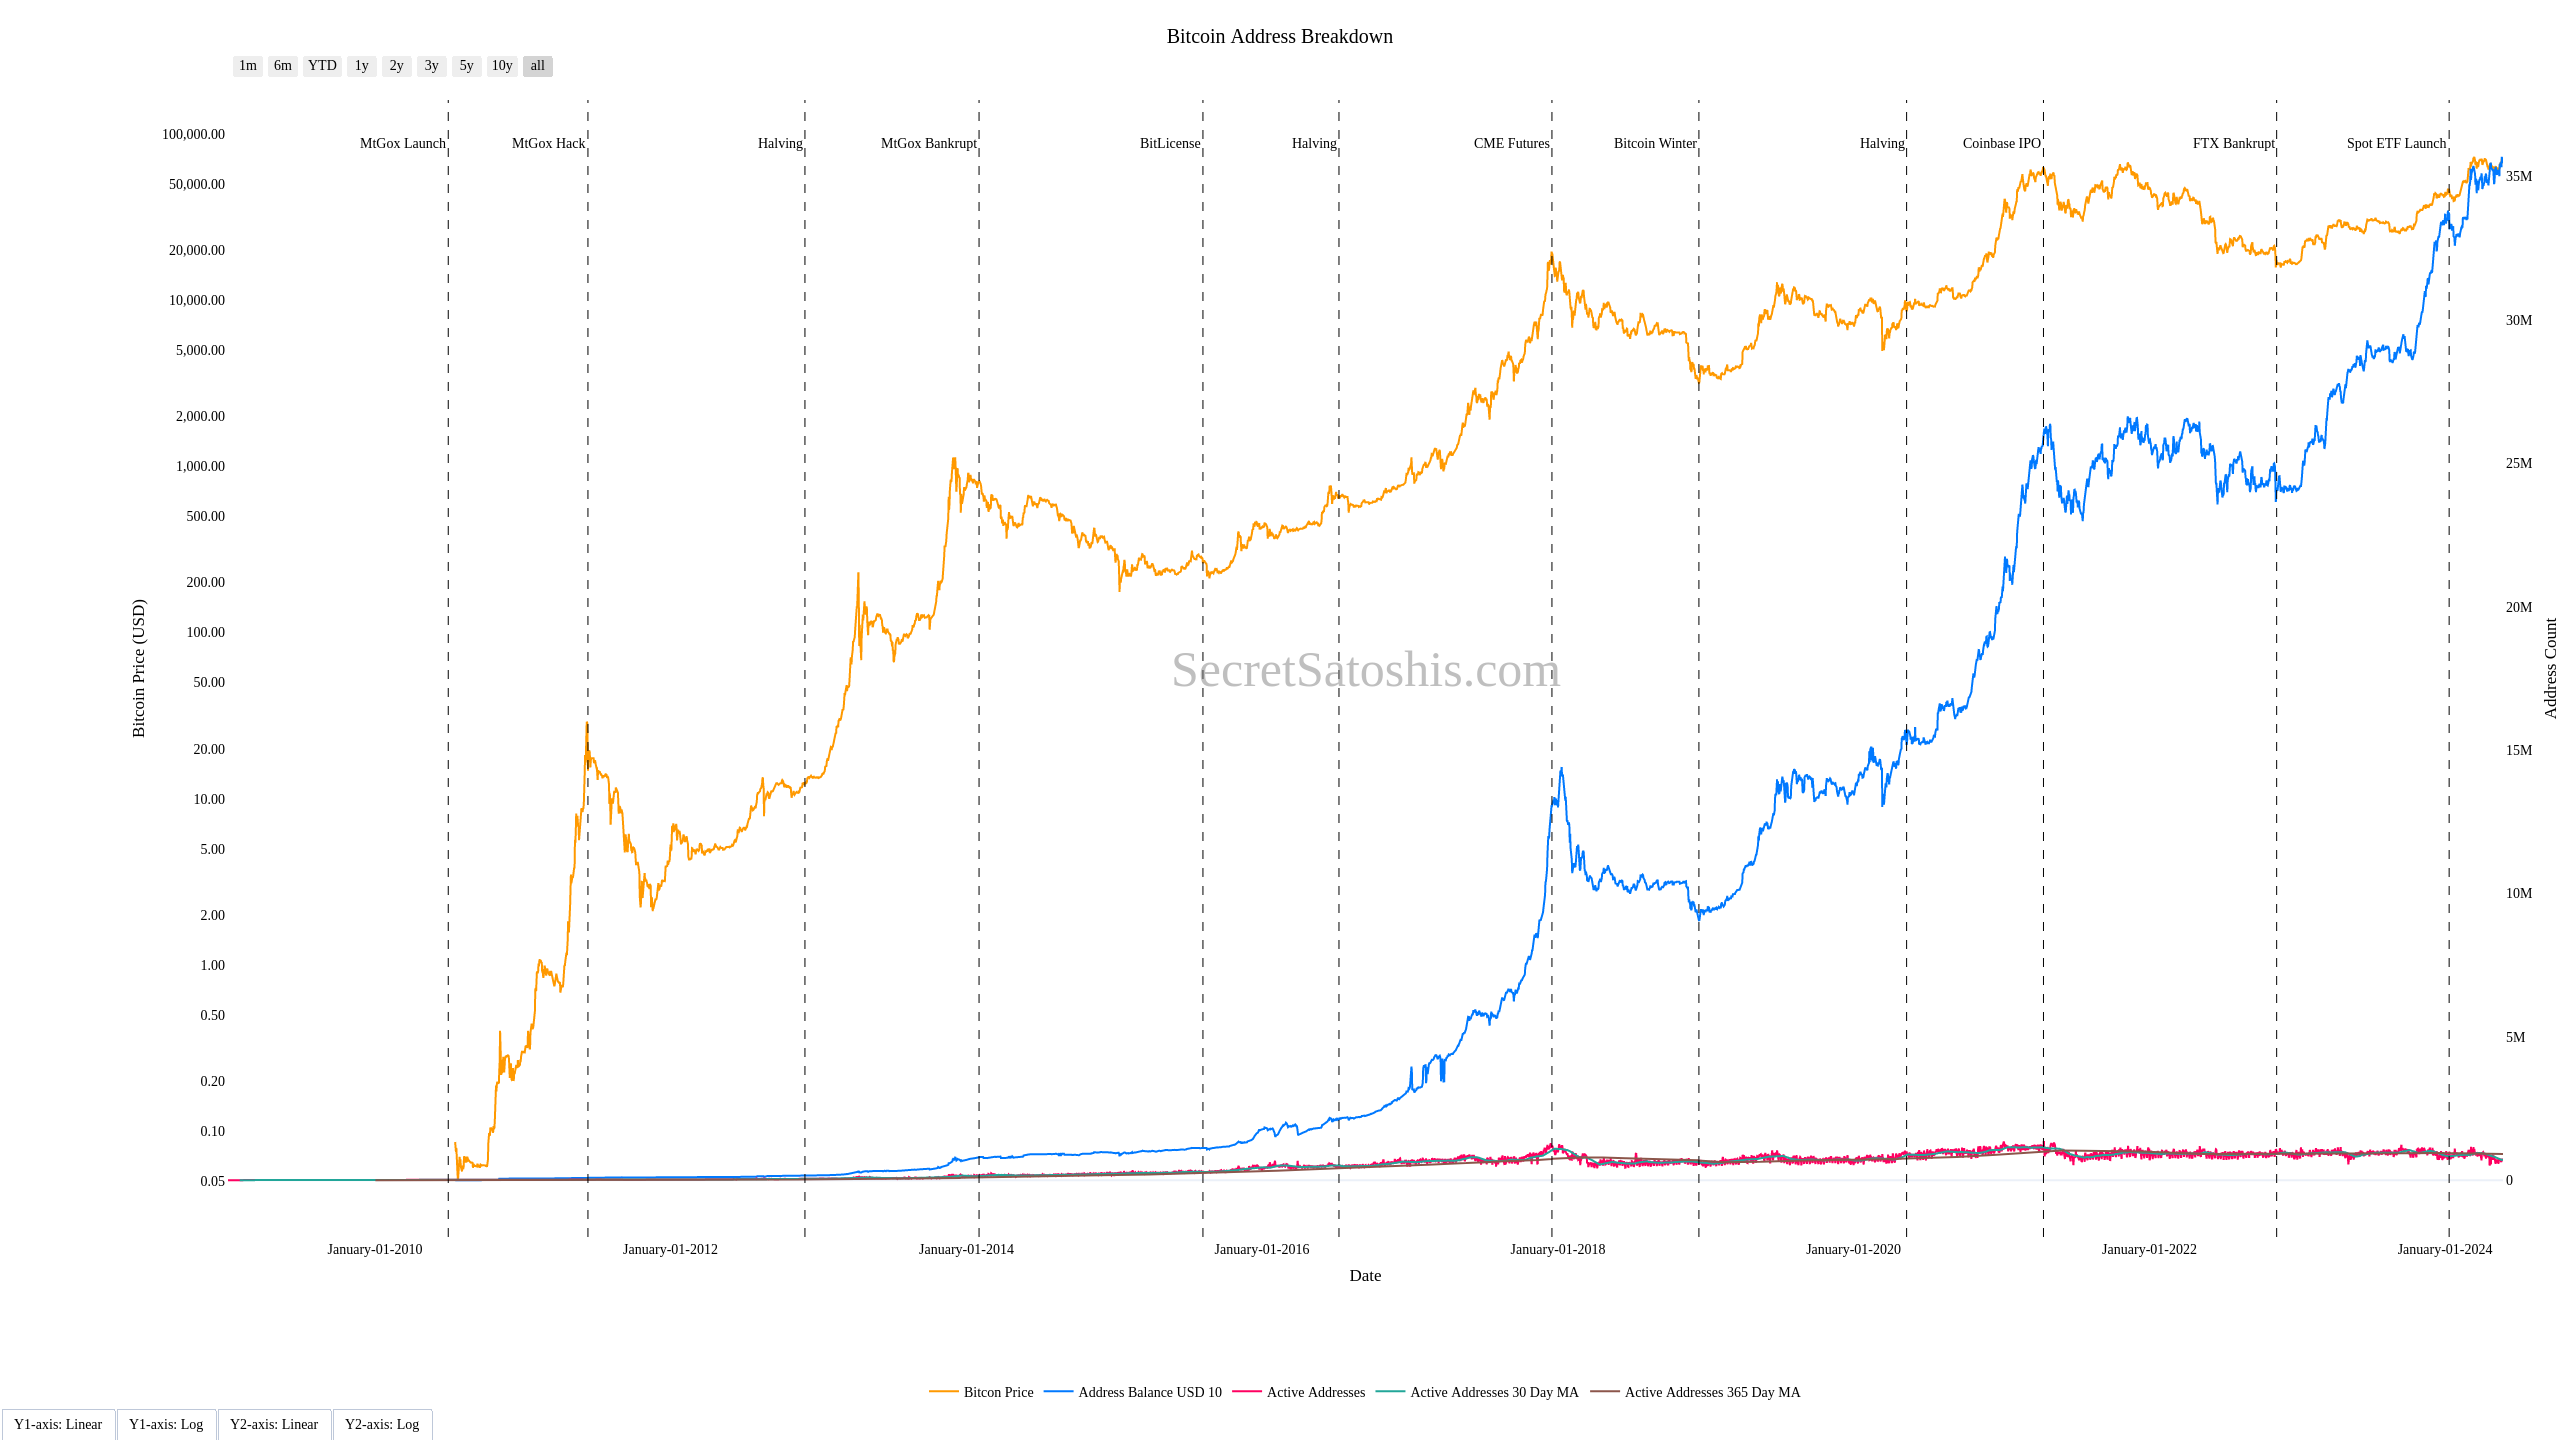 Bitcoin Address Breakdown
1m 6m YTD 1y 2y 3y 5y 10y all
MtGox Launch MtGox Hack Halving MtGox Bankrupt BitLicense Halving CME Futures Bitcoin Winter Halving Coinbase IPO FTX Bankrupt Spot ETF Launch
100,000.00
50,000.00
20,000.00
10,000.00
5,000.00
2,000.00
1,000.00
500.00
200.00
100.00
50.00
20.00
10.00
5.00
2.00
1.00
0.50
0.20
0.10
0.05
Bitcoin Price (USD)
SecretSatoshis.com
35M
30M
25M
20M
15M
10M
5M
0
Address Count
January-01-2010 January-01-2012 January-01-2014 January-01-2016 January-01-2018 January-01-2020 January-01-2022 January-01-2024
Date
Bitcon Price Address Balance USD 10 Active Addresses Active Addresses 30 Day MA Active Addresses 365 Day MA
Y1-axis: Linear Y1-axis: Log Y2-axis: Linear Y2-axis: Log